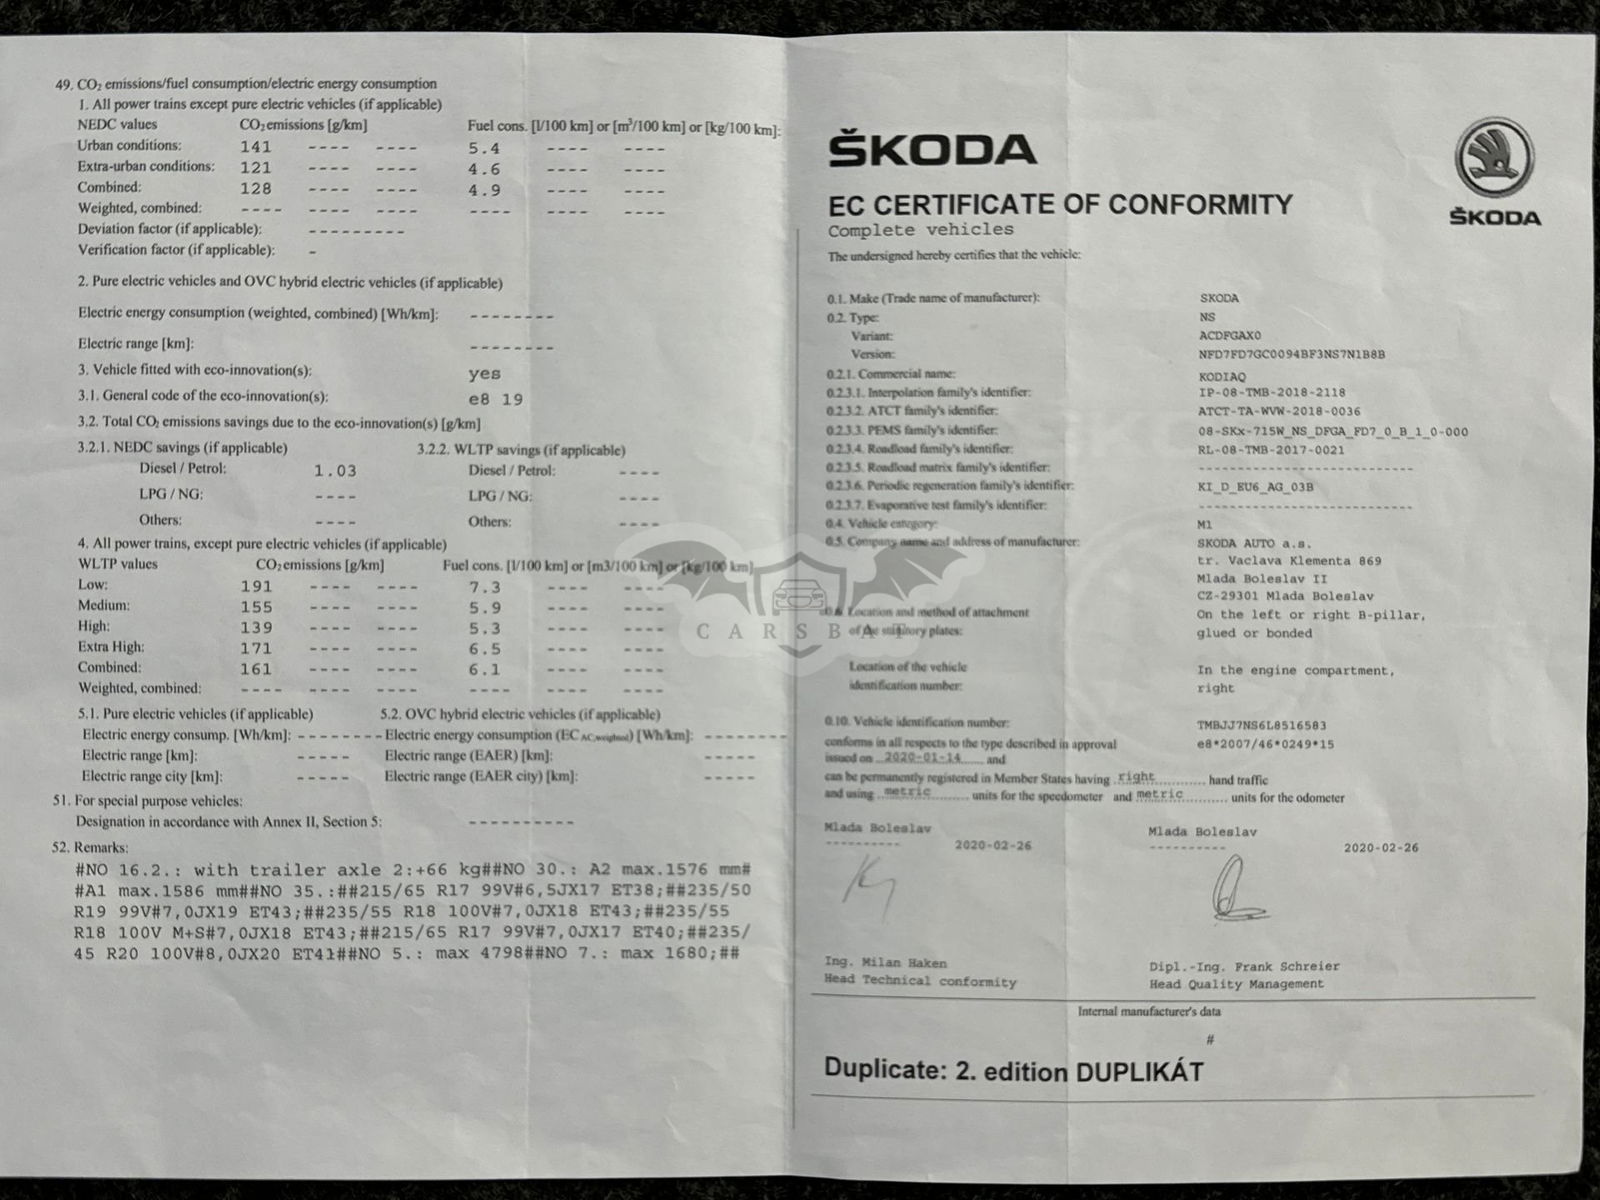 49. CO₂ emissions/fuel consumption/electric energy consumption
1. All power trains except pure electric vehicles (if applicable)
NEDC values CO₂ emissions [g/km] Fuel cons. [l/100 km] or [m³/100 km] or [kg/100 km]:
Urban conditions: 141 ---- ---- 5.4 ---- ----
Extra-urban conditions: 121 ---- ---- 4.6 ---- ----
Combined: 128 ---- ---- 4.9 ---- ----
Weighted, combined: ---- ---- ---- ---- ---- ----
Deviation factor (if applicable): ---------
Verification factor (if applicable): -
2. Pure electric vehicles and OVC hybrid electric vehicles (if applicable)
Electric energy consumption (weighted, combined) [Wh/km]: --------
Electric range [km]: --------
3. Vehicle fitted with eco-innovation(s): yes
3.1. General code of the eco-innovation(s): e8 19
3.2. Total CO₂ emissions savings due to the eco-innovation(s) [g/km]
3.2.1. NEDC savings (if applicable) 3.2.2. WLTP savings (if applicable)
Diesel / Petrol: 1.03 Diesel / Petrol: ----
LPG / NG: ---- LPG / NG: ----
Others: ---- Others: ----
4. All power trains, except pure electric vehicles (if applicable)
WLTP values CO₂ emissions [g/km] Fuel cons. [l/100 km] or [m3/100 km] or [kg/100 km]
Low: 191 ---- ---- 7.3 ---- ----
Medium: 155 ---- ---- 5.9 ---- ----
High: 139 ---- ---- 5.3 ---- ----
Extra High: 171 ---- ---- 6.5 ---- ----
Combined: 161 ---- ---- 6.1 ---- ----
Weighted, combined: ---- ---- ---- ---- ---- ----
5.1. Pure electric vehicles (if applicable) 5.2. OVC hybrid electric vehicles (if applicable)
Electric energy consump. [Wh/km]: -------- Electric energy consumption (EC AC,weighted) [Wh/km]: --------
Electric range [km]: ----- Electric range (EAER) [km]: -----
Electric range city [km]: ----- Electric range (EAER city) [km]: -----
51. For special purpose vehicles:
Designation in accordance with Annex II, Section 5: ----------
52. Remarks:
#NO 16.2.: with trailer axle 2:+66 kg##NO 30.: A2 max.1576 mm#
#A1 max.1586 mm##NO 35.:##215/65 R17 99V#6,5JX17 ET38;##235/50
R19 99V#7,0JX19 ET43;##235/55 R18 100V#7,0JX18 ET43;##235/55
R18 100V M+S#7,0JX18 ET43;##215/65 R17 99V#7,0JX17 ET40;##235/
45 R20 100V#8,0JX20 ET41##NO 5.: max 4798##NO 7.: max 1680;##
ŠKODA
ŠKODA
EC CERTIFICATE OF CONFORMITY
Complete vehicles
The undersigned hereby certifies that the vehicle:
0.1. Make (Trade name of manufacturer): SKODA
0.2. Type: NS
Variant: ACDFGAX0
Version: NFD7FD7GC0094BF3NS7N1B8B
0.2.1. Commercial name: KODIAQ
0.2.3.1. Interpolation family's identifier: IP-08-TMB-2018-2118
0.2.3.2. ATCT family's identifier: ATCT-TA-WVW-2018-0036
0.2.3.3. PEMS family's identifier: 08-SKx-715W_NS_DFGA_FD7_0_B_1_0-000
0.2.3.4. Roadload family's identifier: RL-08-TMB-2017-0021
0.2.3.5. Roadload matrix family's identifier: --------------------------
0.2.3.6. Periodic regeneration family's identifier: KI_D_EU6_AG_03B
0.2.3.7. Evaporative test family's identifier: --------------------------
0.4. Vehicle category: M1
0.5. Company name and address of manufacturer: SKODA AUTO a.s.
tr. Vaclava Klementa 869
Mlada Boleslav II
CZ-29301 Mlada Boleslav
0.6. Location and method of attachment On the left or right B-pillar,
of the statutory plates: glued or bonded
CARSBA
Location of the vehicle In the engine compartment,
identification number: right
0.10. Vehicle identification number: TMBJJ7NS6L8516583
conforms in all respects to the type described in approval e8*2007/46*0249*15
issued on 2020-01-14 and
can be permanently registered in Member States having right hand traffic
and using metric units for the speedometer and metric units for the odometer
Mlada Boleslav 2020-02-26 Mlada Boleslav 2020-02-26
Ing. Milan Haken Dipl.-Ing. Frank Schreier
Head Technical conformity Head Quality Management
Internal manufacturer's data
#
Duplicate: 2. edition DUPLIKÁT